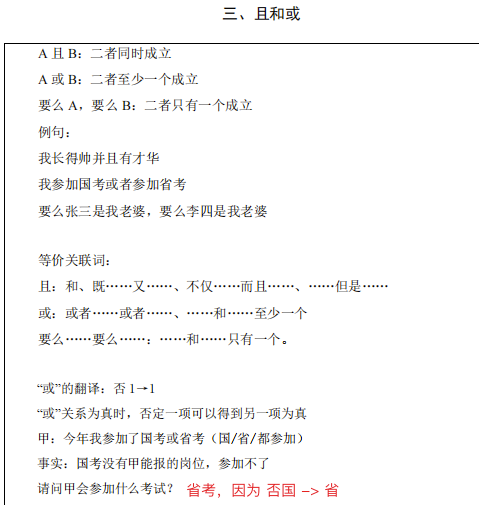 三、且和或
A 且 B：二者同时成立
A 或 B：二者至少一个成立
要么 A，要么 B：二者只有一个成立
例句：
我长得帅并且有才华
我参加国考或者参加省考
要么张三是我老婆，要么李四是我老婆
等价关联词：
且：和、既……又……、不仅……而且……、……但是……
或：或者……或者……、……和……至少一个
要么……要么……：……和……只有一个。
“或”的翻译：否 1→1
“或”关系为真时，否定一项可以得到另一项为真
甲：今年我参加了国考或省考（国/省/都参加）
事实：国考没有甲能报的岗位，参加不了
请问甲会参加什么考试？ 省考，因为 否国 –> 省